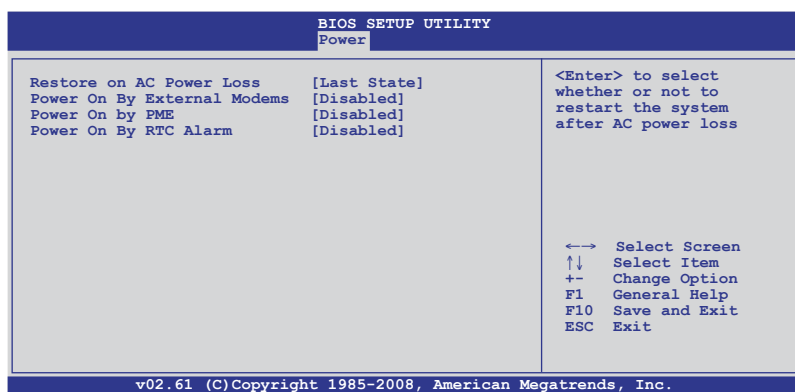 BIOS SETUP UTILITY
Power
Restore on AC Power Loss [Last State]
Power On By External Modems [Disabled]
Power On by PME [Disabled]
Power On By RTC Alarm [Disabled]
<Enter> to select
whether or not to
restart the system
after AC power loss
←→ Select Screen
↑↓ Select Item
+- Change Option
F1 General Help
F10 Save and Exit
ESC Exit
v02.61 (C)Copyright 1985-2008, American Megatrends, Inc.